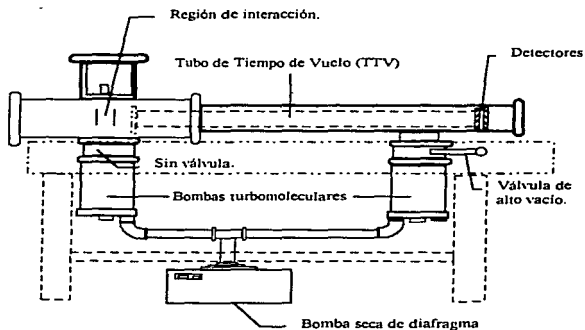 Región de interacción.
Detectores
Tubo de Tiempo de Vuelo (TTV)
Sin válvula.
Bombas turbomoleculares
Válvula de
alto vacío.
Bomba seca de diafragma